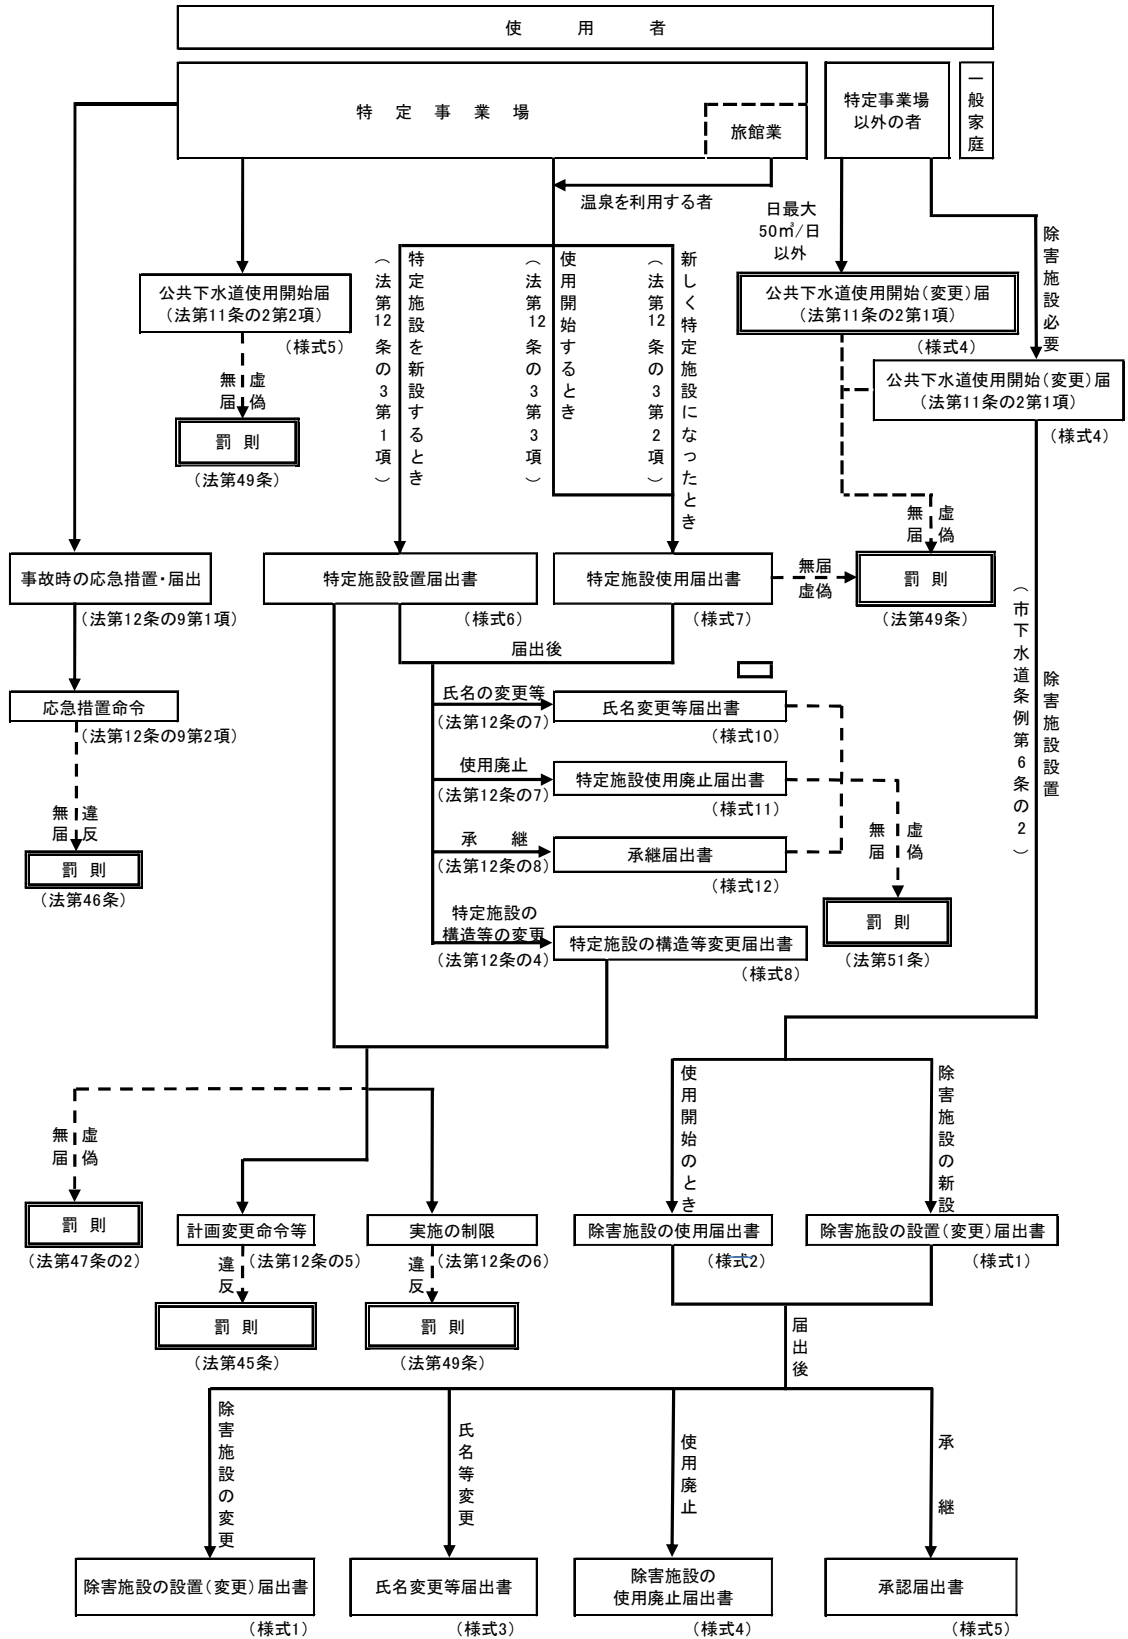 使用者
特定事業場
旅館業
特定事業場
以外の者
一般家庭
温泉を利用する者
日最大
50㎥/日
以外
除害施設必要
公共下水道使用開始届
(法第11条の2第2項)
(様式5)
無届
虚偽
罰則
(法第49条)
特定施設を新設するとき
(法第12条の3第1項)
使用開始するとき
(法第12条の3第3項)
新しく特定施設になったとき
(法第12条の3第2項)
公共下水道使用開始(変更)届
(法第11条の2第1項)
(様式4)
公共下水道使用開始(変更)届
(法第11条の2第1項)
(様式4)
無届
虚偽
罰則
(法第49条)
事故時の応急措置・届出
(法第12条の9第1項)
応急措置命令
(法第12条の9第2項)
無届
違反
罰則
(法第46条)
特定施設設置届出書
(様式6)
特定施設使用届出書
(様式7)
無届
虚偽
届出後
氏名の変更等
(法第12条の7)
氏名変更等届出書
(様式10)
使用廃止
(法第12条の7)
特定施設使用廃止届出書
(様式11)
承継
(法第12条の8)
承継届出書
(様式12)
特定施設の
構造等の変更
(法第12条の4)
特定施設の構造等変更届出書
(様式8)
無届
虚偽
罰則
(法第51条)
除害施設設置
(市下水道条例第6条の2)
無届
虚偽
罰則
(法第47条の2)
計画変更命令等
(法第12条の5)
違反
罰則
(法第45条)
実施の制限
(法第12条の6)
違反
罰則
(法第49条)
使用開始のとき
除害施設の使用届出書
(様式2)
除害施設の新設
除害施設の設置(変更)届出書
(様式1)
届出後
除害施設の変更
除害施設の設置(変更)届出書
(様式1)
氏名等変更
氏名変更等届出書
(様式3)
使用廃止
除害施設の
使用廃止届出書
(様式4)
承継
承認届出書
(様式5)